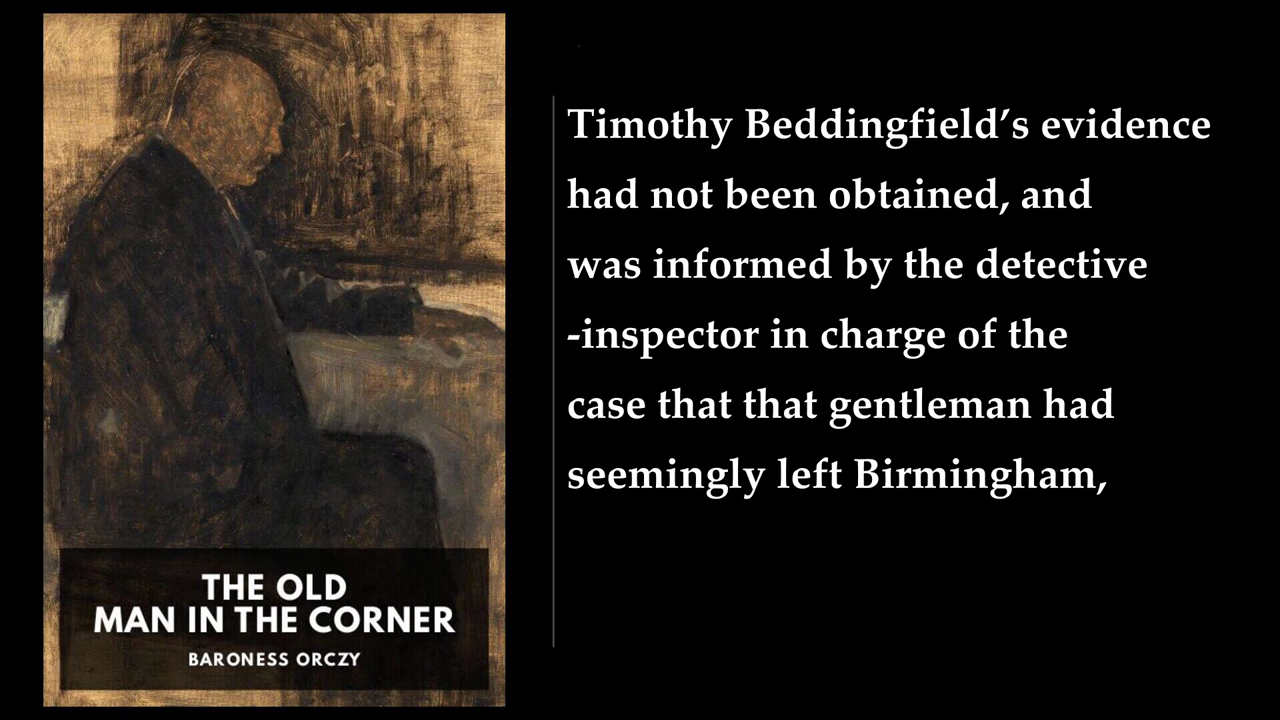 THE OLD
MAN IN THE CORNER
BARONESS ORCZY
Timothy Beddingfield’s evidence
had not been obtained, and
was informed by the detective
-inspector in charge of the
case that that gentleman had
seemingly left Birmingham,